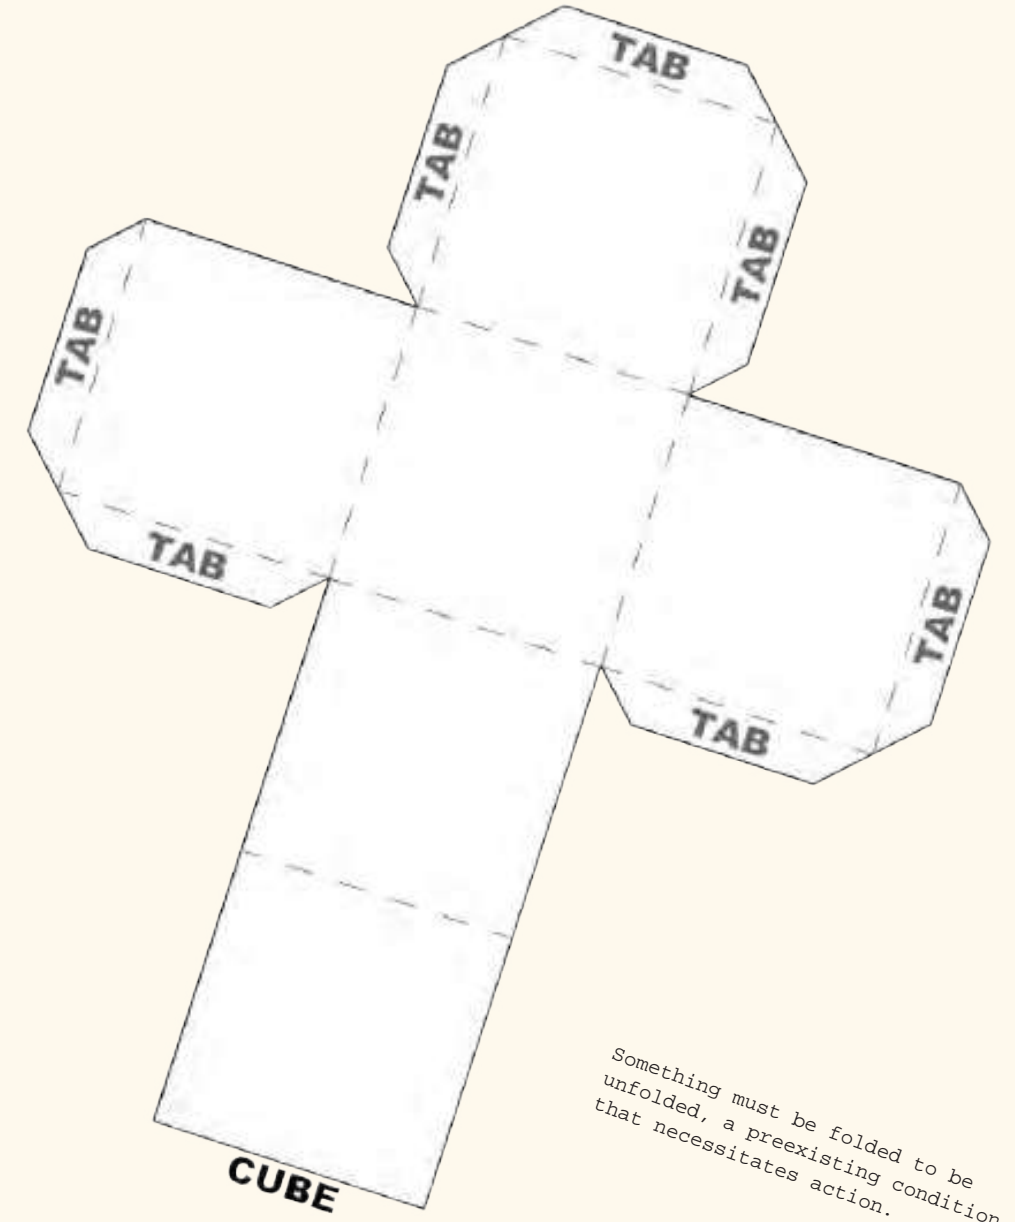 TAB
TAB
TAB
TAB
TAB
TAB
TAB
CUBE
Something must be folded to be
unfolded, a preexisting condition
that necessitates action.